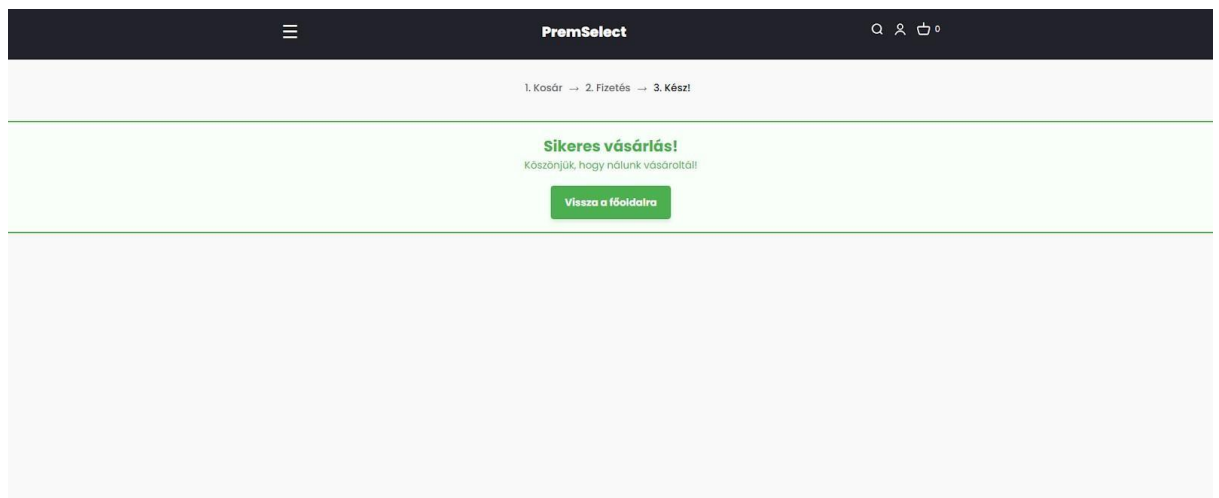 PremSelect
0
1. Kosár → 2. Fizetés → 3. Kész!
Sikeres vásárlás!
Köszönjük, hogy nálunk vásároltál!
Vissza a főoldalra